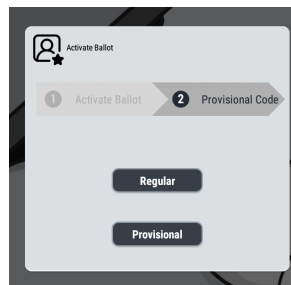 Activate Ballot
1 Activate Ballot 2 Provisional Code
Regular
Provisional